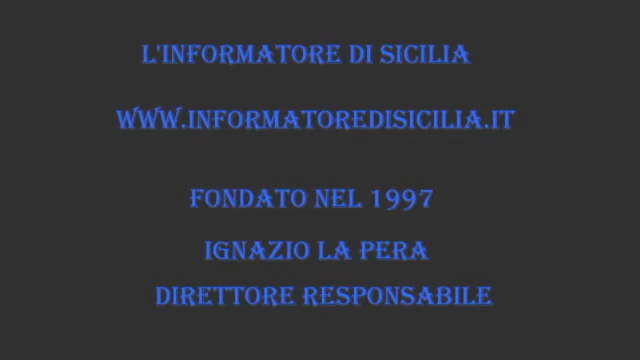 L'INFORMATORE DI SICILIA
WWW.INFORMATOREDISICILIA.IT
FONDATO NEL 1997
IGNAZIO LA PERA
DIRETTORE RESPONSABILE